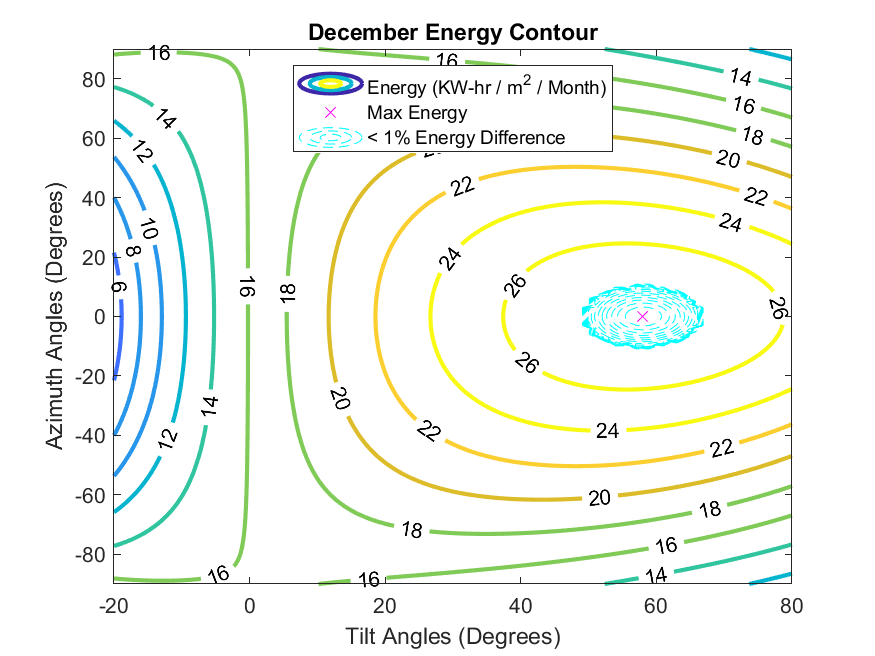 December Energy Contour
Energy (KW-hr / m² / Month)
Max Energy
< 1% Energy Difference
16 16 14
14 16
12 18
10 20
8 22 22
6 24 24
16 18 26 26
20 26
14 22 24 22
12 20
18 18
16
16 16 14
80
60
40
20
0
-20
-40
-60
-80
Azimuth Angles (Degrees)
-20 0 20 40 60 80
Tilt Angles (Degrees)